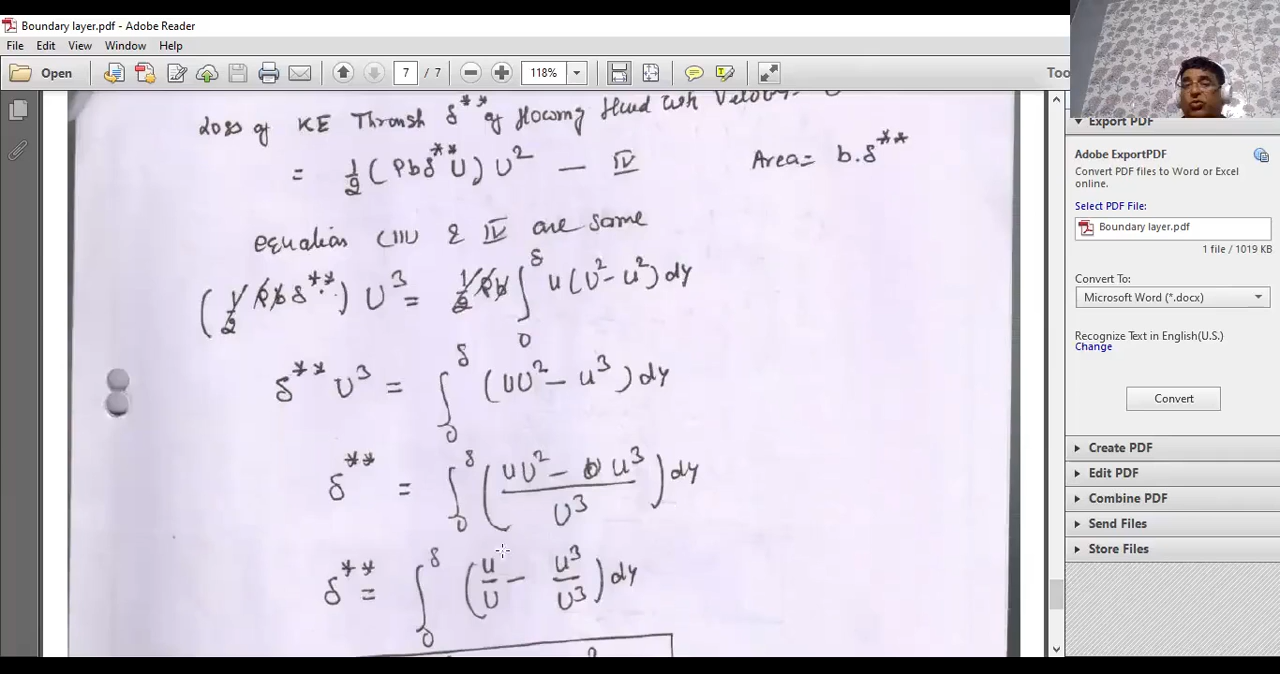 Boundary layer.pdf - Adobe Reader
File Edit View Window Help
Open 7 / 7 118% Too
Loss of KE Through δ** of flowing fluid with Velocity U
= 1/2 (ρbδ**U) U² — IV Area = b.δ**
equation (III) & IV are same
(1/2 ρb δ**) U³ = 1/2 ρb ∫₀^δ u(U² - u²) dy
δ** U³ = ∫₀^δ (uU² - u³) dy
δ** = ∫₀^δ ((uU² - u³)/U³) dy
δ** = ∫₀^δ (u/U - u³/U³) dy
Export PDF
Adobe ExportPDF
Convert PDF files to Word or Excel
online.
Select PDF File:
Boundary layer.pdf
1 file / 1019 KB
Convert To:
Microsoft Word (*.docx)
Recognize Text in English(U.S.)
Change
Convert
Create PDF
Edit PDF
Combine PDF
Send Files
Store Files